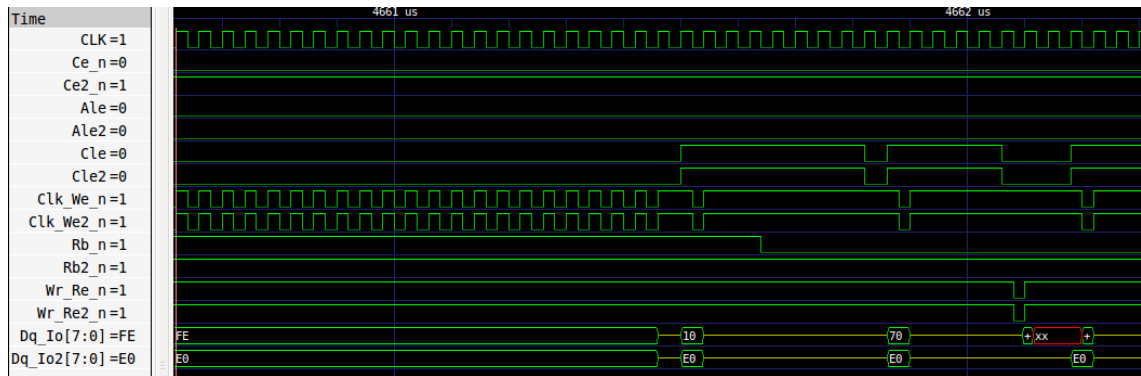 Time
4661 us 4662 us
CLK=1
Ce_n=0
Ce2_n=1
Ale=0
Ale2=0
Cle=0
Cle2=0
Clk_We_n=1
Clk_We2_n=1
Rb_n=1
Rb2_n=1
Wr_Re_n=1
Wr_Re2_n=1
Dq_Io[7:0]=FE FE 10 70 + xx +
Dq_Io2[7:0]=E0 E0 E0 E0 E0